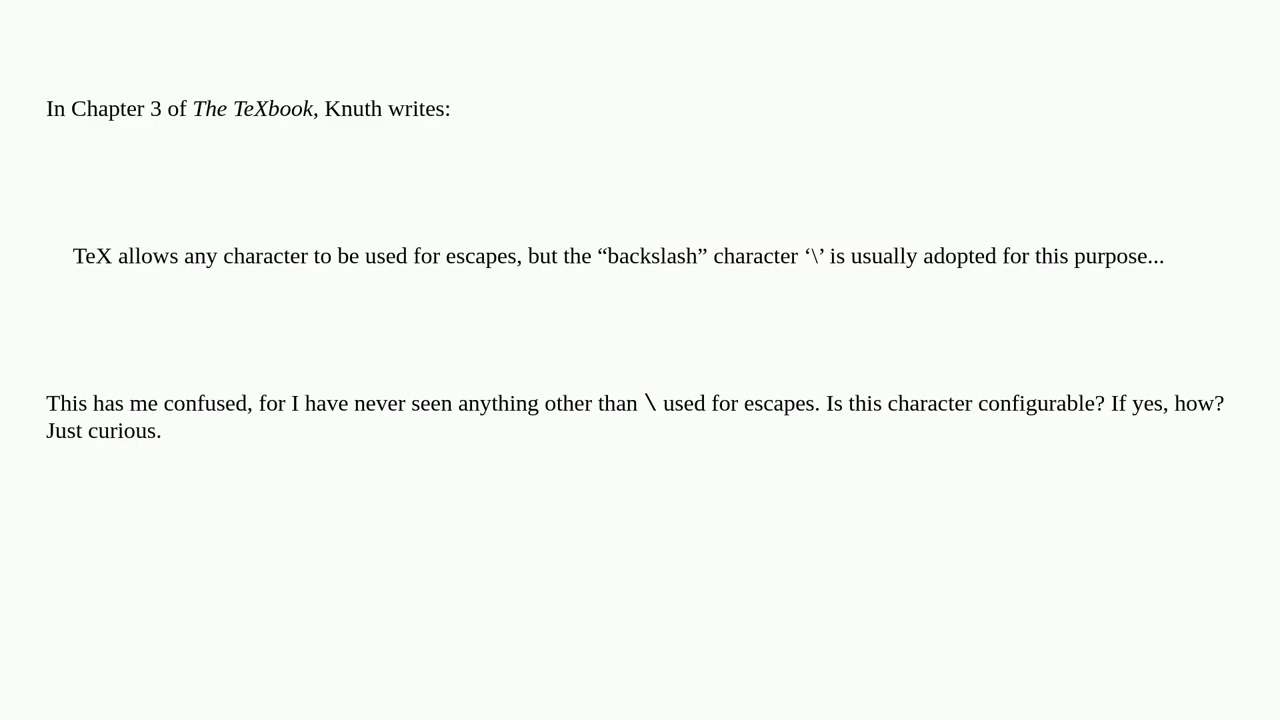 In Chapter 3 of The TeXbook, Knuth writes:
TeX allows any character to be used for escapes, but the “backslash” character ‘\’ is usually adopted for this purpose...
This has me confused, for I have never seen anything other than \ used for escapes. Is this character configurable? If yes, how?
Just curious.